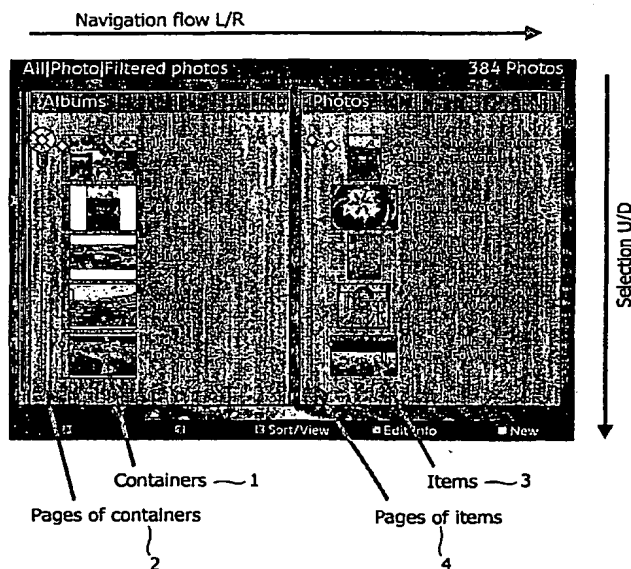 Navigation flow L/R
All|Photo|Filtered photos
384 Photos
Albums
Photos
Selection U/D
Sort/View
Edit info
New
Containers 1
Items 3
Pages of containers
Pages of items
2
4